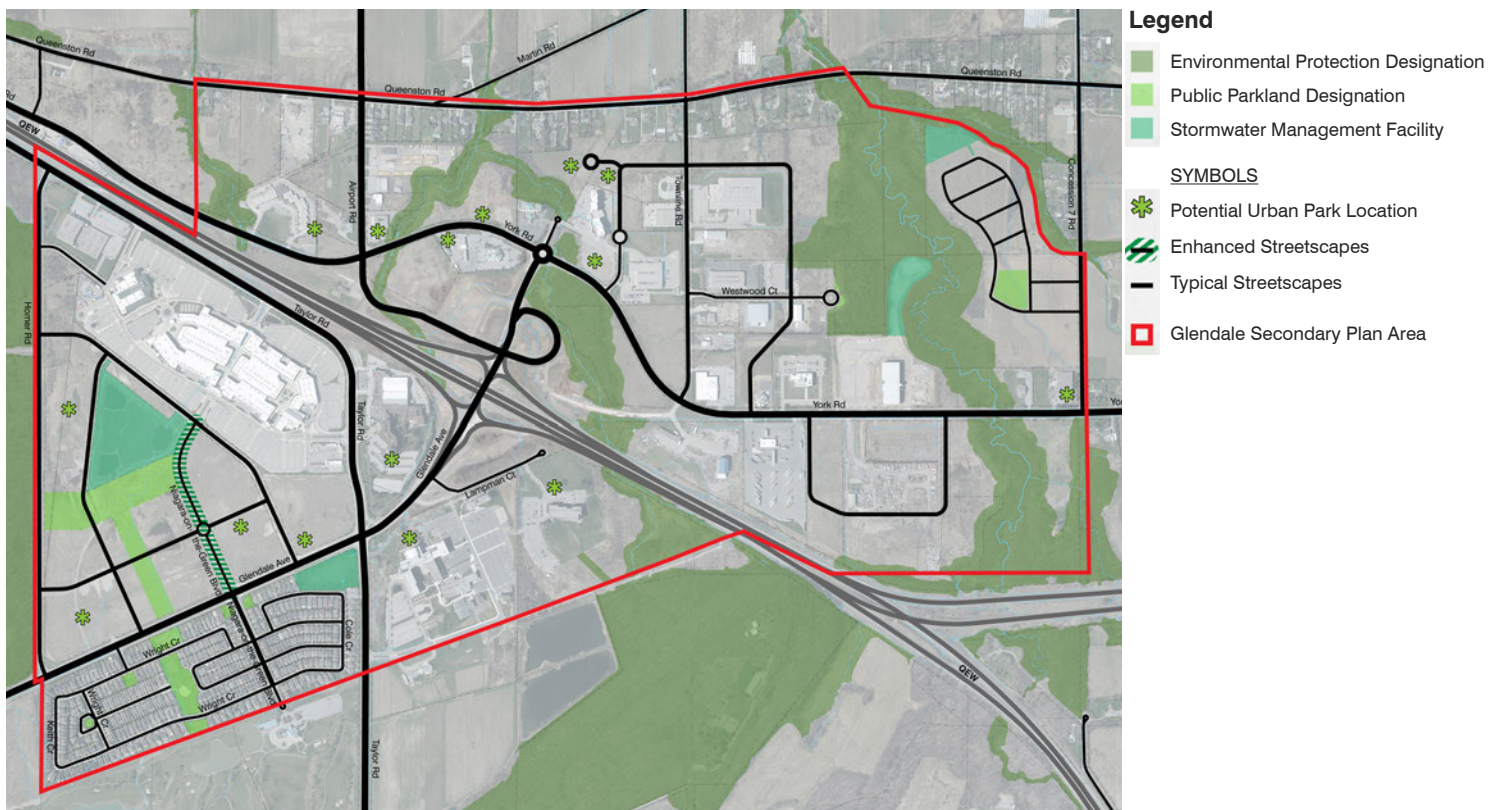 Legend
Environmental Protection Designation
Public Parkland Designation
Stormwater Management Facility
SYMBOLS
Potential Urban Park Location
Enhanced Streetscapes
Typical Streetscapes
Glendale Secondary Plan Area
Queenston Rd
Martin Rd
Queenston Rd
Queenston Rd
Rd
QEW
Airport Rd
Townline Rd
Concession 7 Rd
York Rd
Westwood Ct
Homer Rd
Taylor Rd
Taylor Rd
Glendale Ave
York Rd
Yor
Lampman Ct
Niagara-on-the-Green Blvd
Glendale Ave
Niagara-on-the-Green Blvd
Cole Cr
Wright Cr
Wright Cr
Wright Cr
Keith Cr
Taylor Rd
QEW